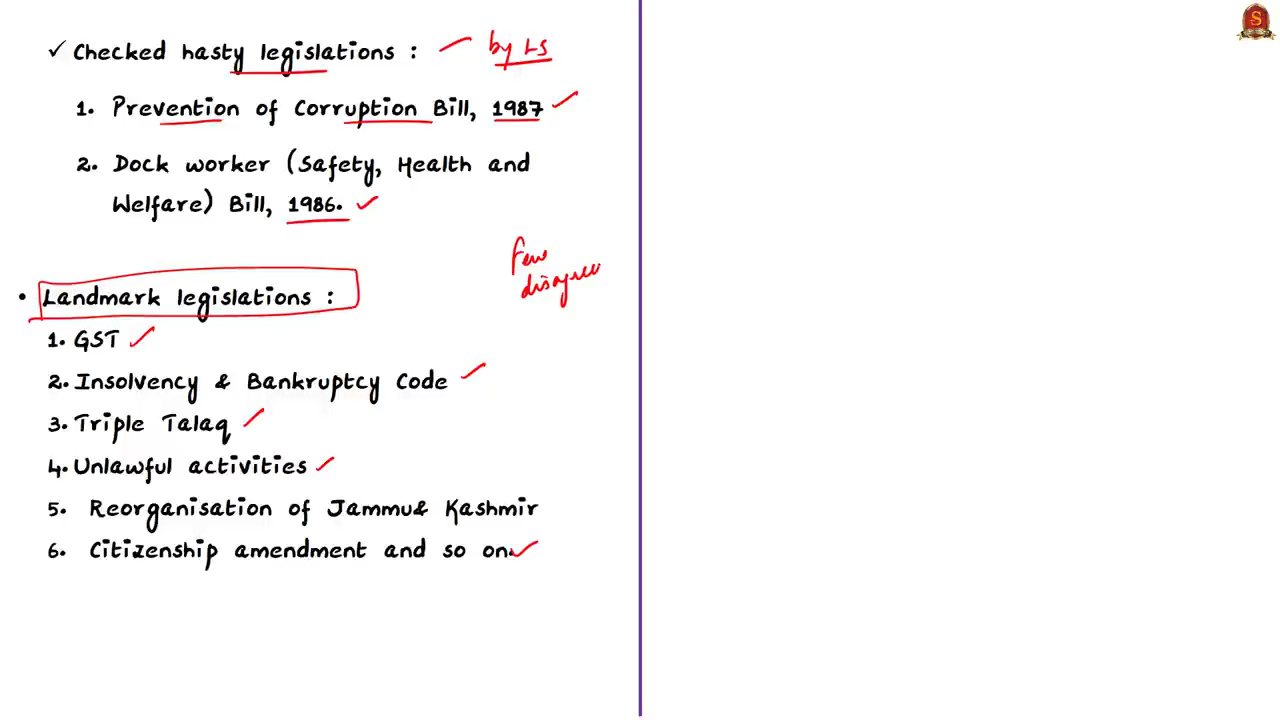 ✓ Checked hasty legislations : by LS
1. Prevention of Corruption Bill, 1987
2. Dock worker (Safety, Health and
Welfare) Bill, 1986.
Few
disagree
• Landmark legislations :
1. GST
2. Insolvency & Bankruptcy Code
3. Triple Talaq
4. Unlawful activities
5. Reorganisation of Jammu& Kashmir
6. Citizenship amendment and so on.
S